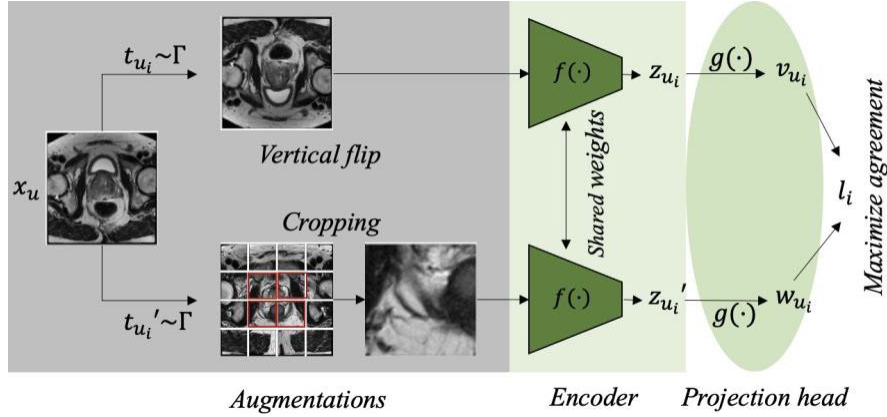 t_{u_i}~Γ
Vertical flip
x_u
Cropping
t_{u_i}'~Γ
Augmentations
f(·)
z_{u_i}
Shared weights
f(·)
z_{u_i}'
Encoder
g(·)
v_{u_i}
g(·)
w_{u_i}
l_i
Projection head
Maximize agreement